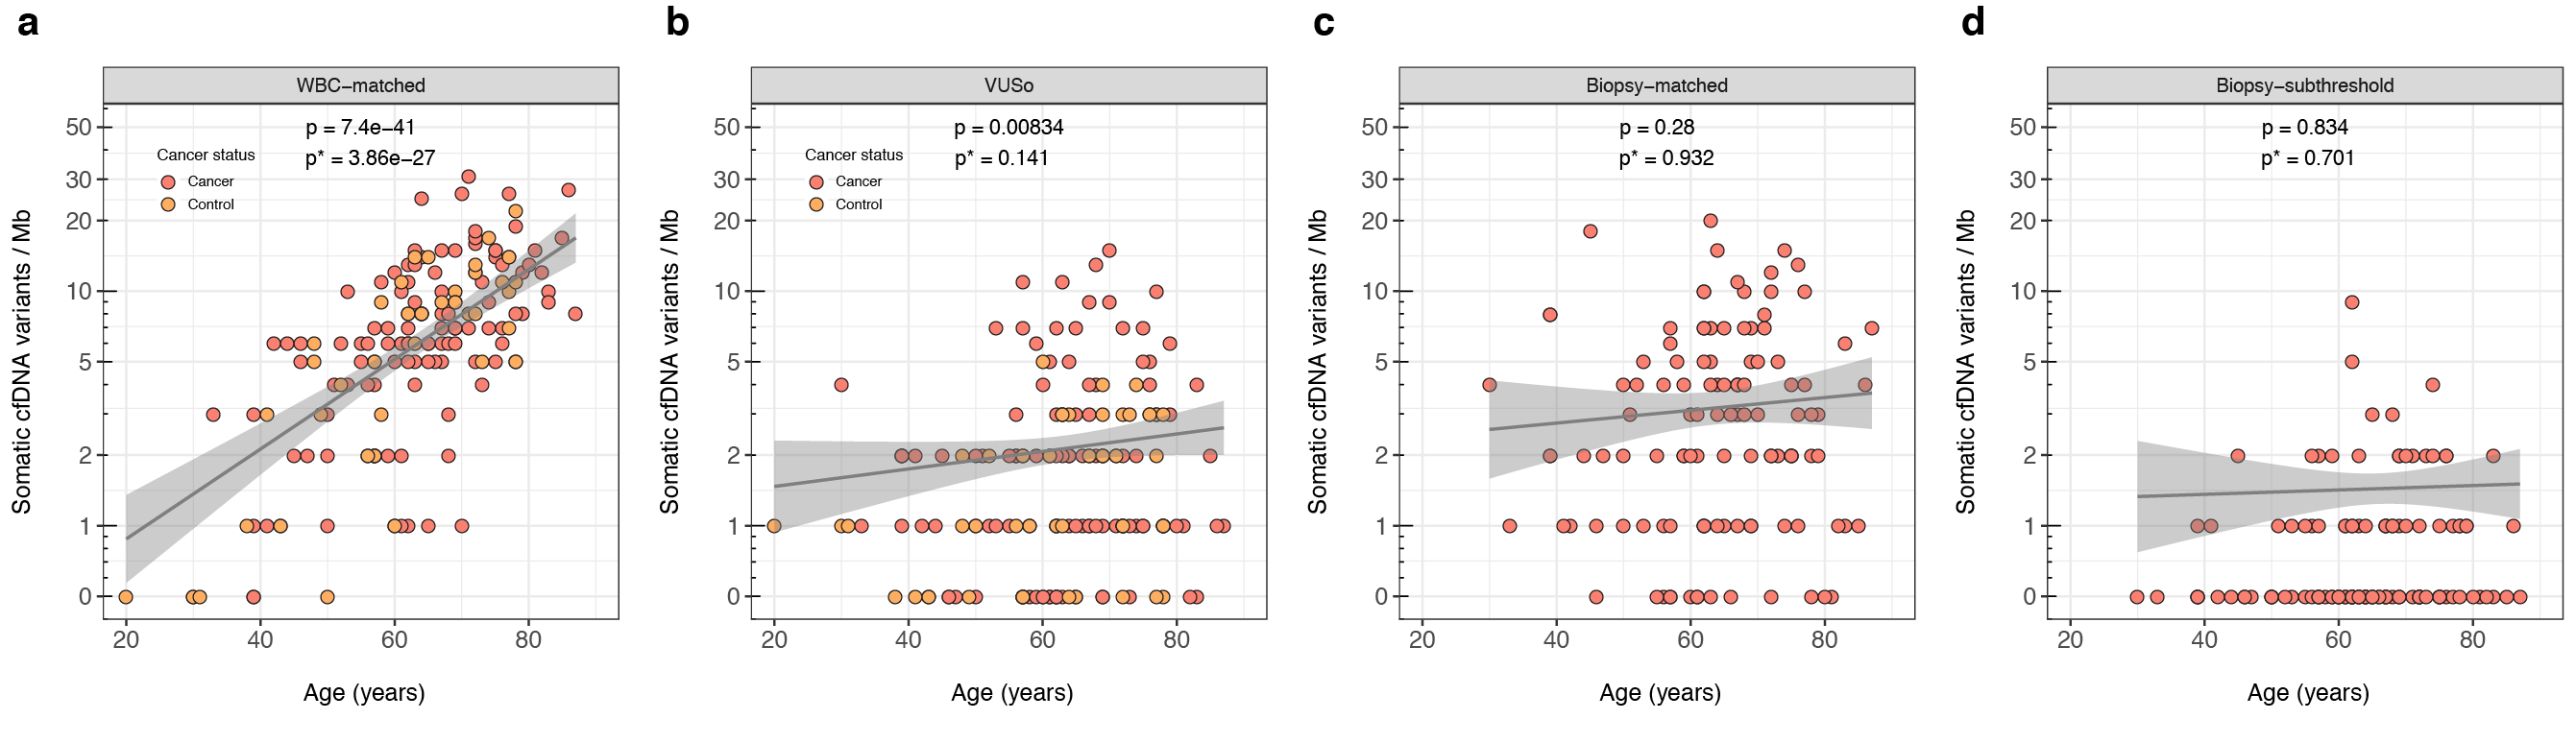 a
WBC−matched
p = 7.4e−41
p* = 3.86e−27
Cancer status
Cancer
Control
50
30
20
10
5
2
1
0
Somatic cfDNA variants / Mb
20 40 60 80
Age (years)
b
VUSo
p = 0.00834
p* = 0.141
Cancer status
Cancer
Control
50
30
20
10
5
2
1
0
Somatic cfDNA variants / Mb
20 40 60 80
Age (years)
c
Biopsy−matched
p = 0.28
p* = 0.932
50
30
20
10
5
2
1
0
Somatic cfDNA variants / Mb
20 40 60 80
Age (years)
d
Biopsy−subthreshold
p = 0.834
p* = 0.701
50
30
20
10
5
2
1
0
Somatic cfDNA variants / Mb
20 40 60 80
Age (years)